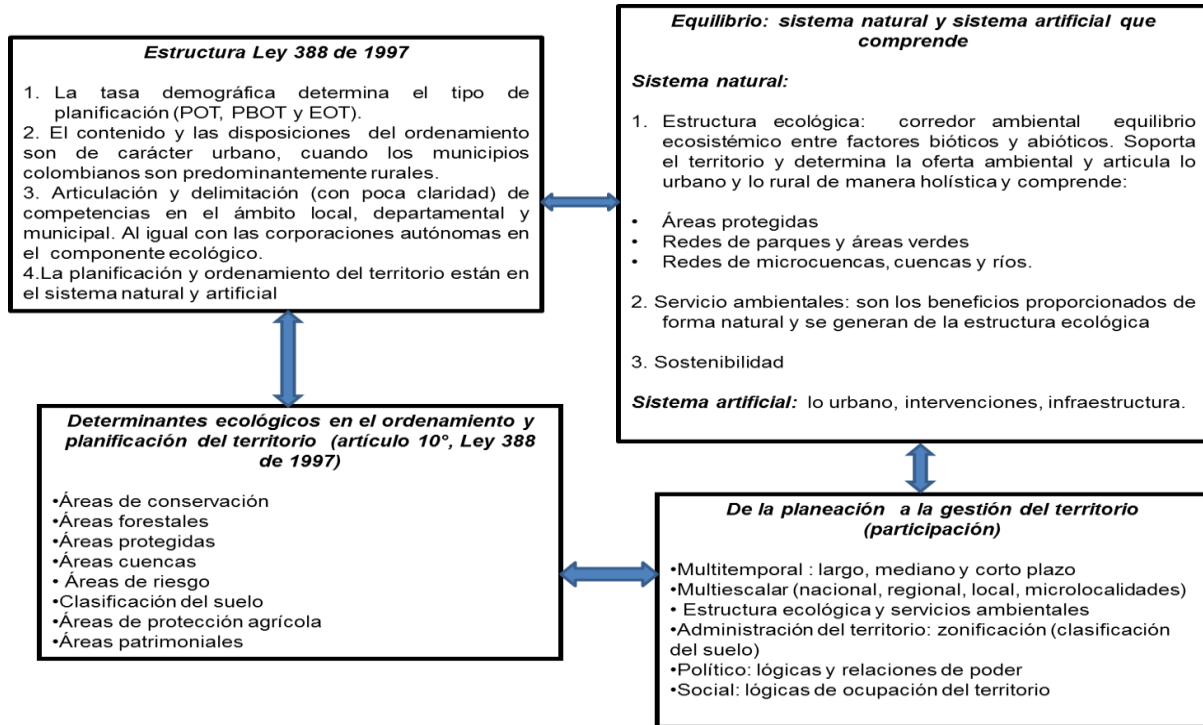 Estructura Ley 388 de 1997
1. La tasa demográfica determina el tipo de
planificación (POT, PBOT y EOT).
2. El contenido y las disposiciones del ordenamiento
son de carácter urbano, cuando los municipios
colombianos son predominantemente rurales.
3. Articulación y delimitación (con poca claridad) de
competencias en el ámbito local, departamental y
municipal. Al igual con las corporaciones autónomas en
el componente ecológico.
4.La planificación y ordenamiento del territorio están en
el sistema natural y artificial
Equilibrio: sistema natural y sistema artificial que
comprende
Sistema natural:
1. Estructura ecológica: corredor ambiental equilibrio
ecosistémico entre factores bióticos y abióticos. Soporta
el territorio y determina la oferta ambiental y articula lo
urbano y lo rural de manera holística y comprende:
• Áreas protegidas
• Redes de parques y áreas verdes
• Redes de microcuencas, cuencas y ríos.
2. Servicio ambientales: son los beneficios proporcionados de
forma natural y se generan de la estructura ecológica
3. Sostenibilidad
Sistema artificial: lo urbano, intervenciones, infraestructura.
Determinantes ecológicos en el ordenamiento y
planificación del territorio (artículo 10°, Ley 388
de 1997)
•Áreas de conservación
•Áreas forestales
•Áreas protegidas
•Áreas cuencas
• Áreas de riesgo
•Clasificación del suelo
•Áreas de protección agrícola
•Áreas patrimoniales
De la planeación a la gestión del territorio
(participación)
•Multitemporal : largo, mediano y corto plazo
•Multiescalar (nacional, regional, local, microlocalidades)
• Estructura ecológica y servicios ambientales
•Administración del territorio: zonificación (clasificación
del suelo)
•Político: lógicas y relaciones de poder
•Social: lógicas de ocupación del territorio